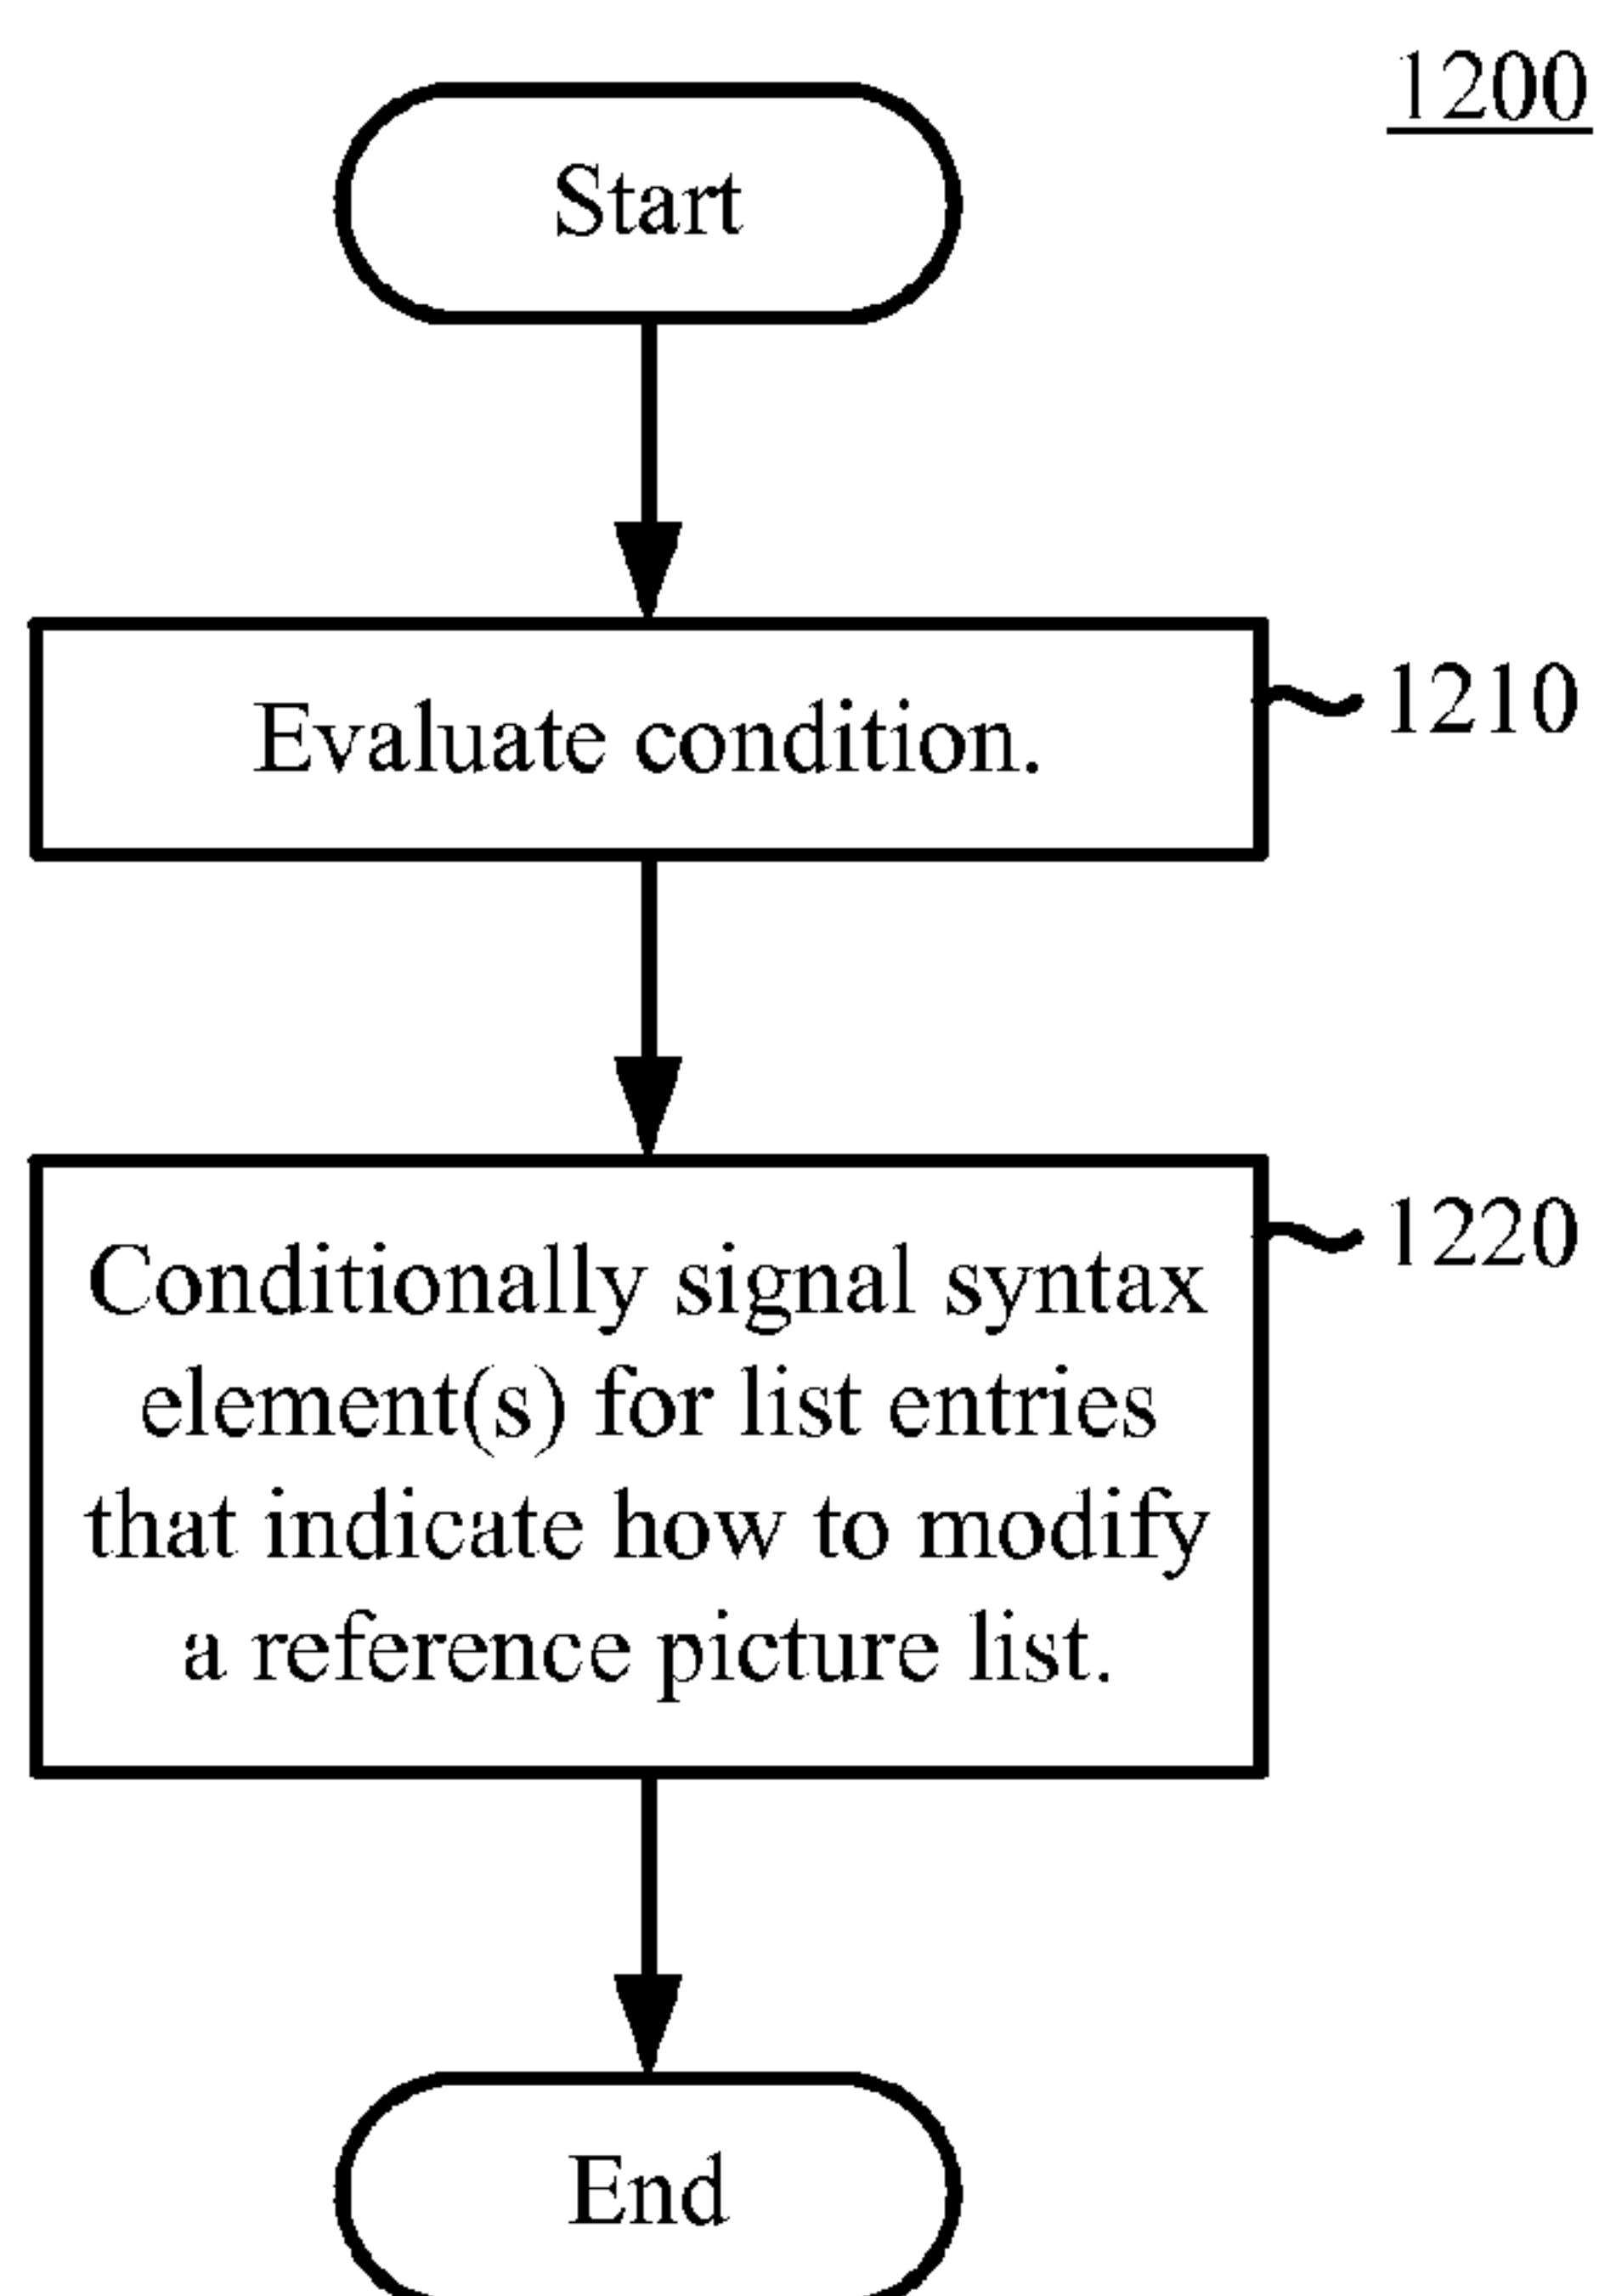 1200
Start
Evaluate condition.
1210
Conditionally signal syntax
element(s) for list entries
that indicate how to modify
a reference picture list.
1220
End